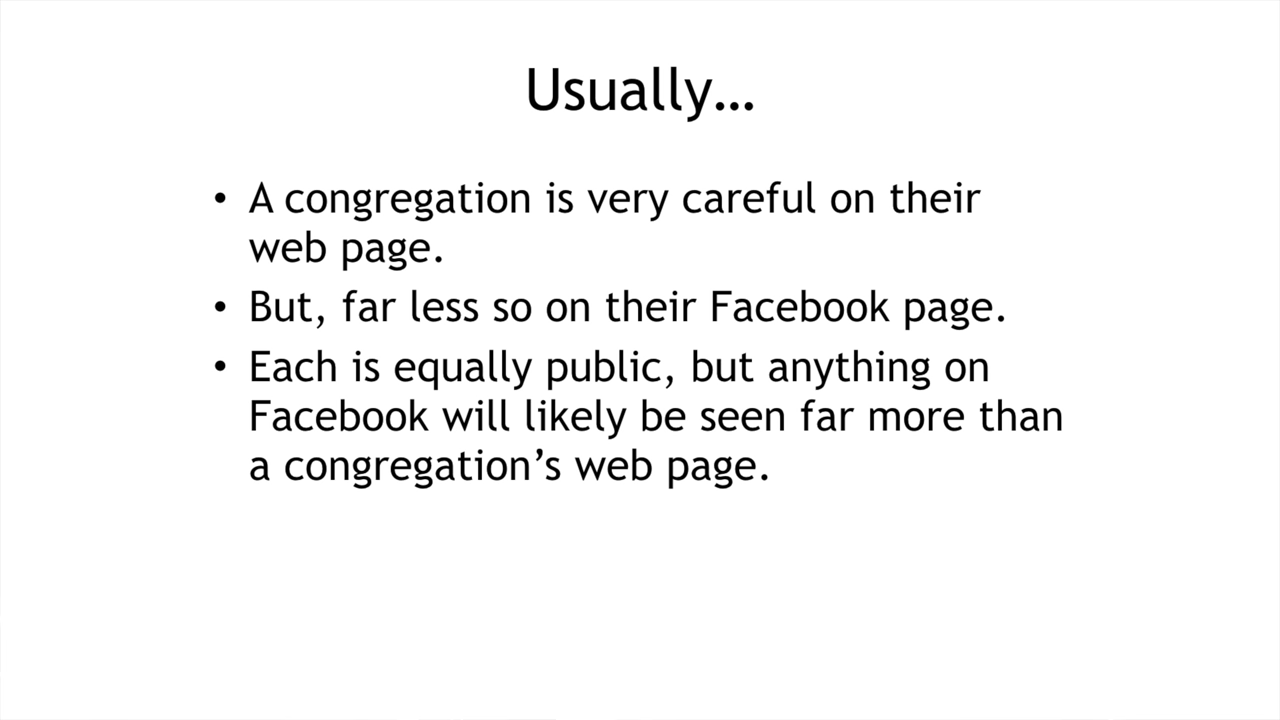 Usually…
• A congregation is very careful on their
web page.
• But, far less so on their Facebook page.
• Each is equally public, but anything on
Facebook will likely be seen far more than
a congregation’s web page.